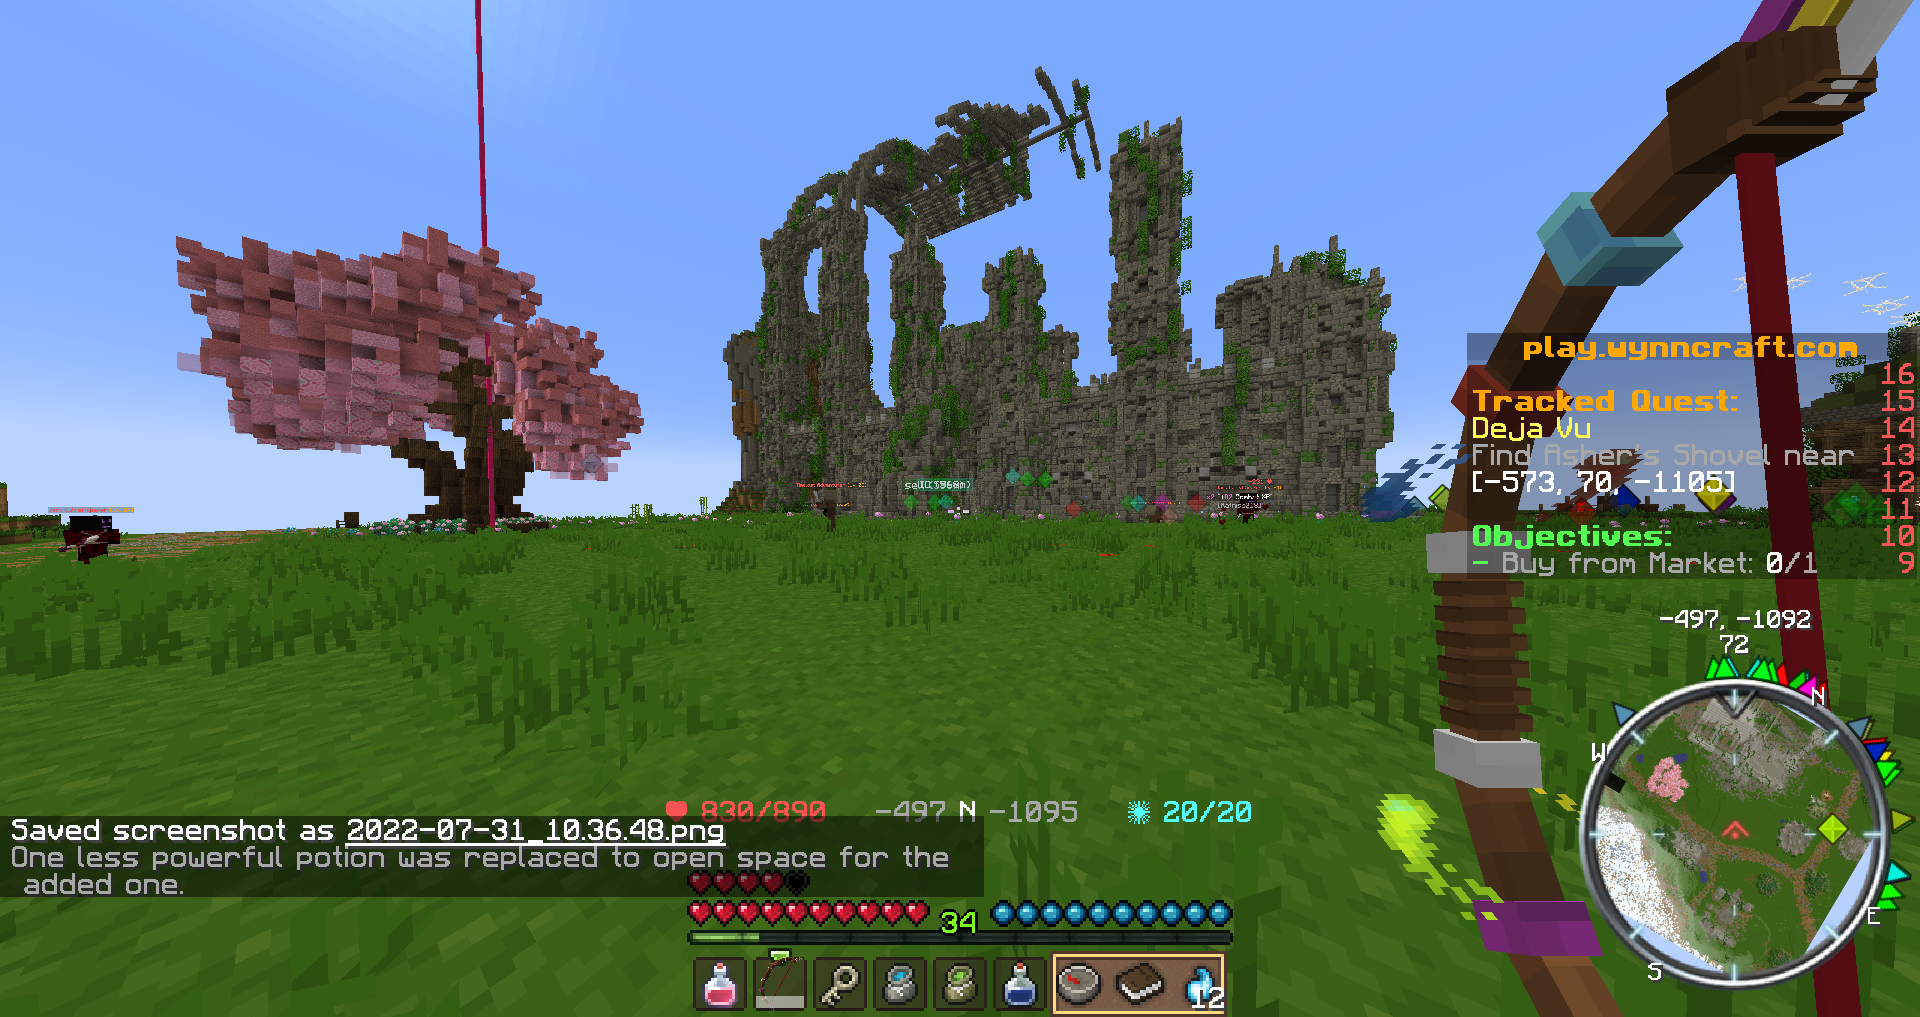 sell(3968m)
play.wynncraft.com
16
Tracked Quest:
15
Deja Vu
14
Find Asher's Shovel near
13
[-573, 70, -1105]
12
11
Objectives:
10
- Buy from Market: 0/1
9
-497, -1092
72
N
W
E
S
830/890
-497 N -1095
20/20
Saved screenshot as 2022-07-31_10.36.48.png
One less powerful potion was replaced to open space for the
added one.
34
12